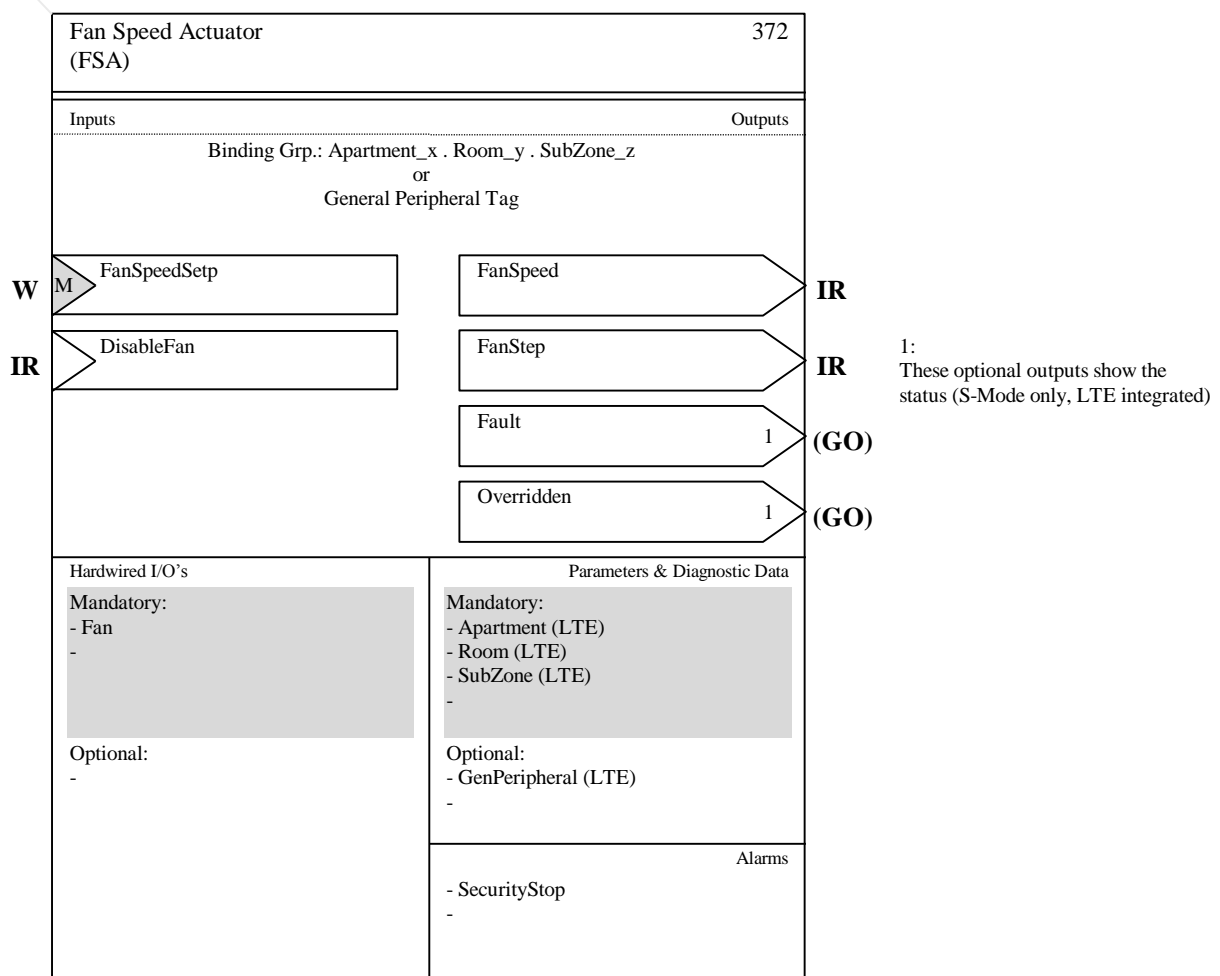 Fan Speed Actuator 372
(FSA)
Inputs Outputs
Binding Grp.: Apartment_x . Room_y . SubZone_z
or
General Peripheral Tag
W M FanSpeedSetp FanSpeed IR
IR DisableFan FanStep IR
1:
These optional outputs show the
status (S-Mode only, LTE integrated)
Fault 1 (GO)
Overridden 1 (GO)
Hardwired I/O's
Mandatory:
- Fan
-
Optional:
-
Parameters & Diagnostic Data
Mandatory:
- Apartment (LTE)
- Room (LTE)
- SubZone (LTE)
-
Optional:
- GenPeripheral (LTE)
-
Alarms
- SecurityStop
-